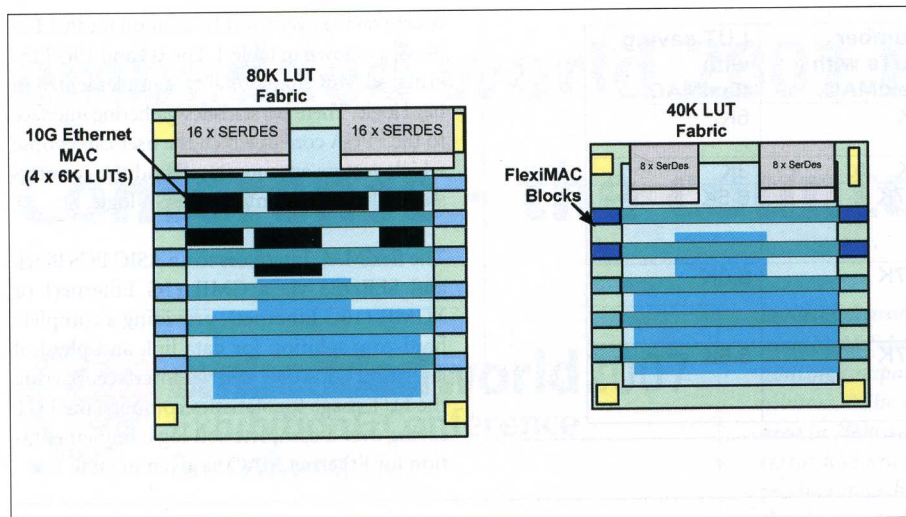 80K LUT
Fabric
10G Ethernet
MAC
(4 x 6K LUTs)
16 x SERDES
16 x SERDES
40K LUT
Fabric
FlexiMAC
Blocks
8 x SerDes
8 x SerDes